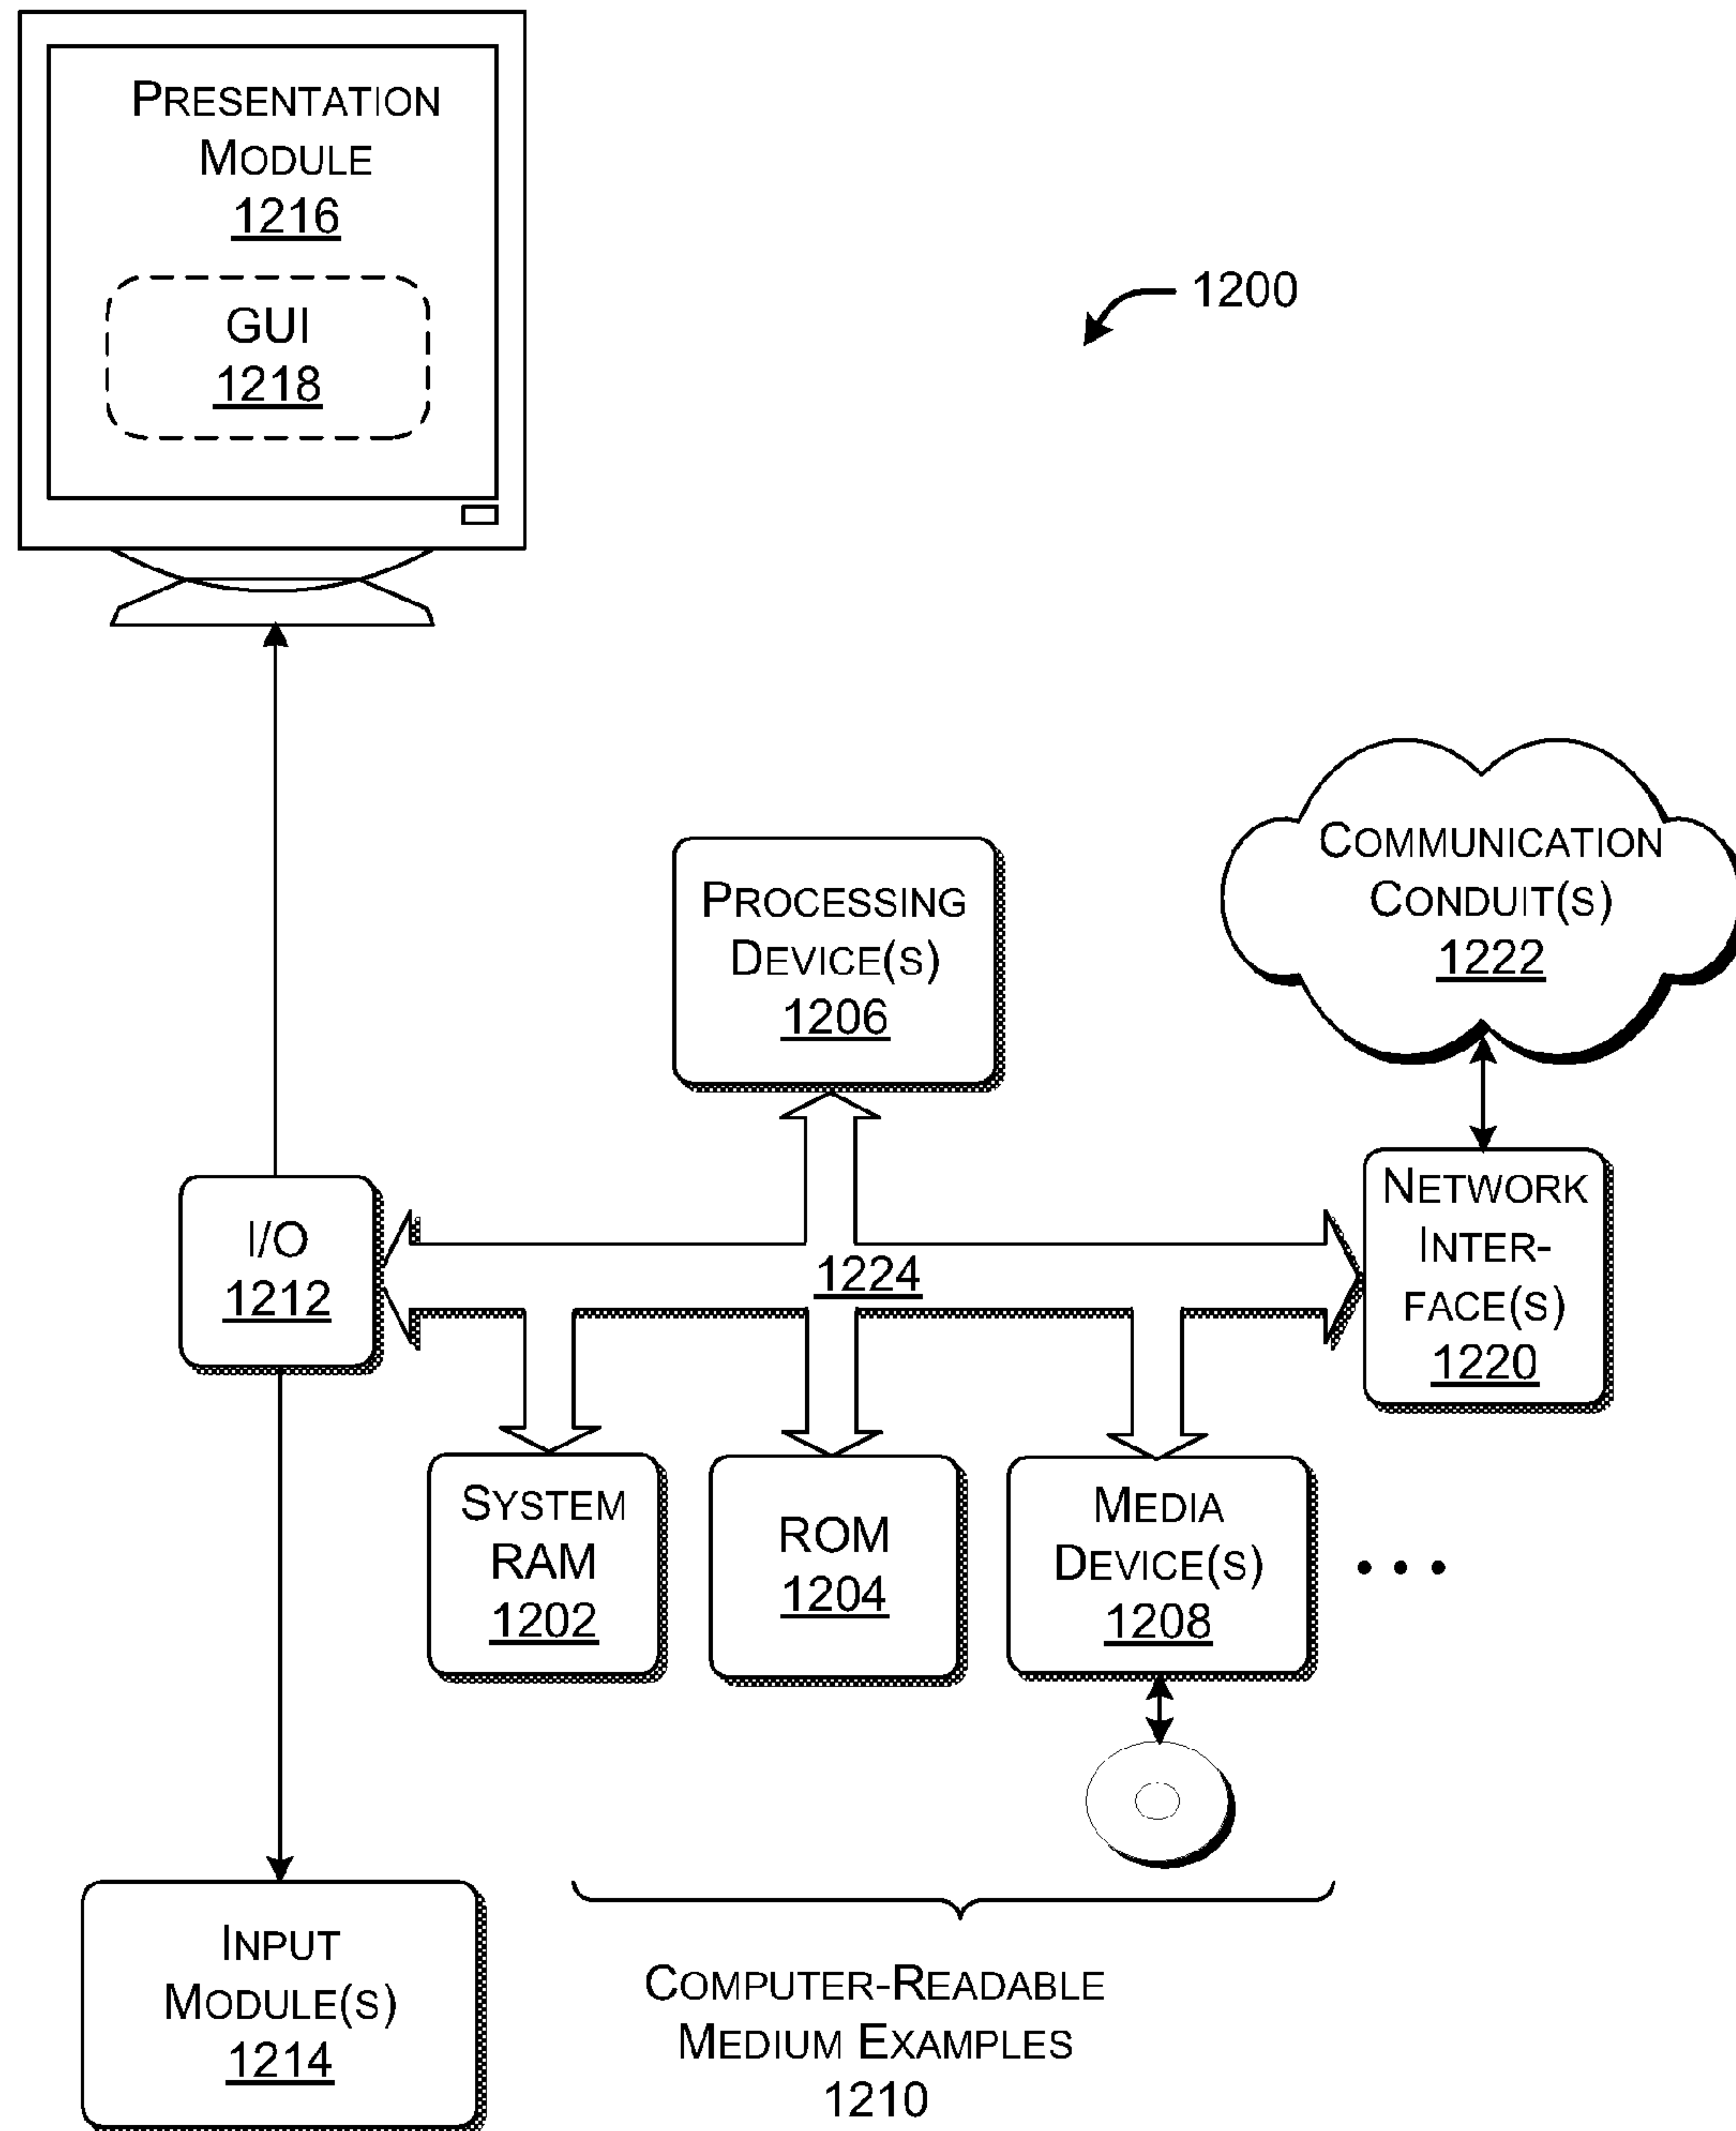 PRESENTATION
MODULE
1216
GUI
1218
1200
COMMUNICATION
CONDUIT(S)
1222
PROCESSING
DEVICE(S)
1206
NETWORK
INTER-
FACE(S)
1220
I/O
1212
1224
SYSTEM
RAM
1202
ROM
1204
MEDIA
DEVICE(S)
1208
• • •
INPUT
MODULE(S)
1214
COMPUTER-READABLE
MEDIUM EXAMPLES
1210